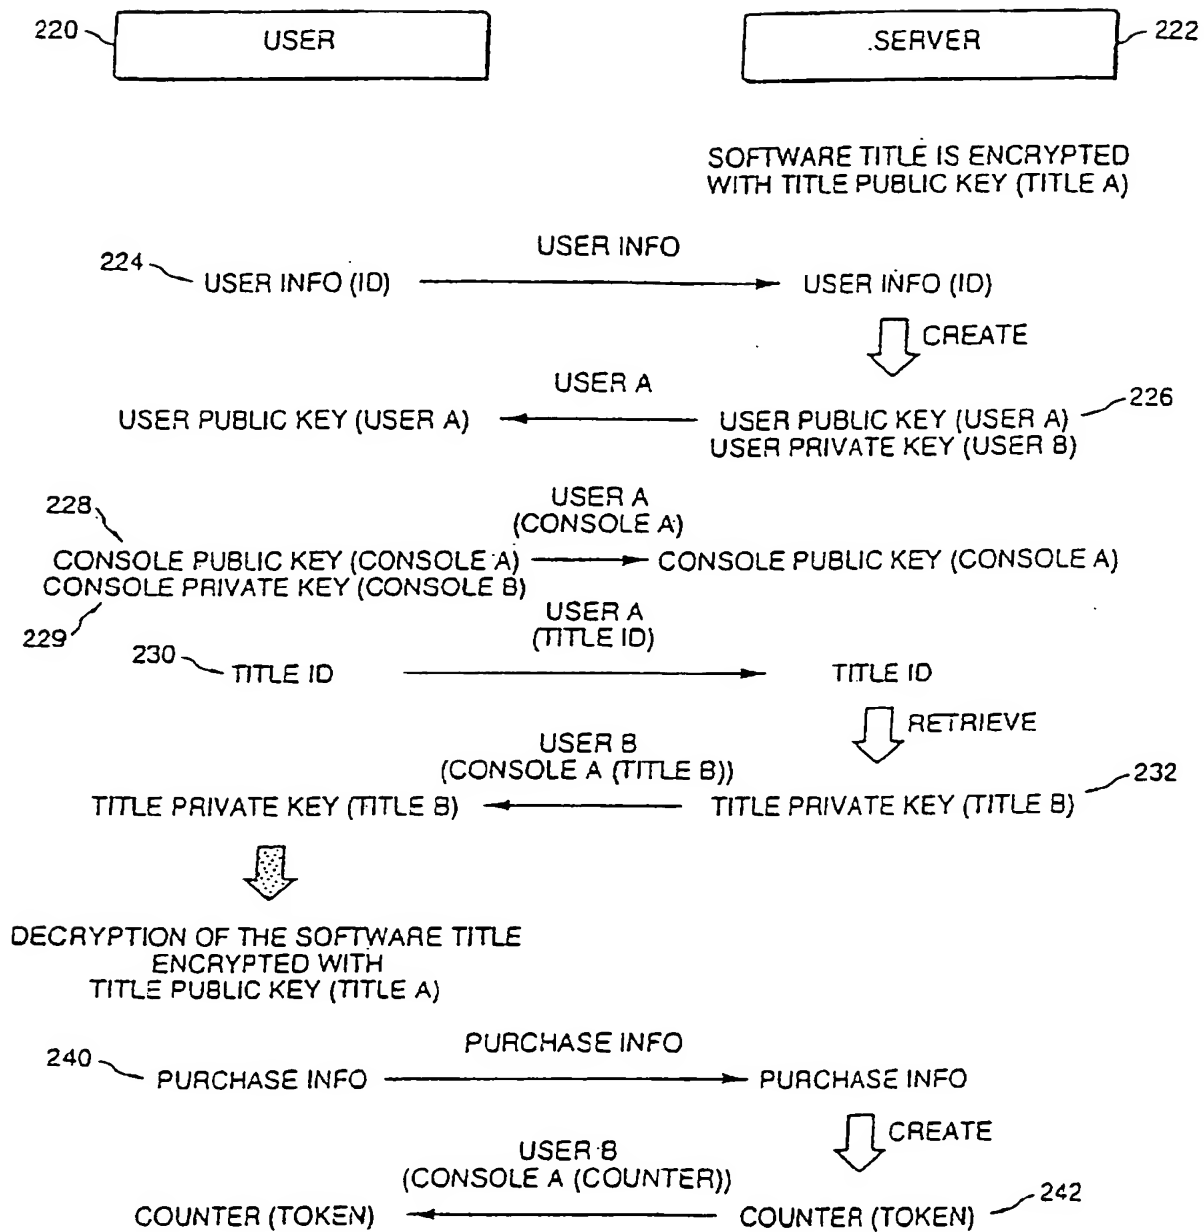 220 USER .SERVER 222
SOFTWARE TITLE IS ENCRYPTED
WITH TITLE PUBLIC KEY (TITLE A)
USER INFO
224 USER INFO (ID) USER INFO (ID)
CREATE
USER A
USER PUBLIC KEY (USER A) USER PUBLIC KEY (USER A) 226
USER PRIVATE KEY (USER B)
228 USER A
(CONSOLE A)
CONSOLE PUBLIC KEY (CONSOLE A) CONSOLE PUBLIC KEY (CONSOLE A)
CONSOLE PRIVATE KEY (CONSOLE B)
229 USER A
(TITLE ID)
230 TITLE ID TITLE ID
RETRIEVE
USER B
(CONSOLE A (TITLE B)) 232
TITLE PRIVATE KEY (TITLE B) TITLE PRIVATE KEY (TITLE B)
DECRYPTION OF THE SOFTWARE TITLE
ENCRYPTED WITH
TITLE PUBLIC KEY (TITLE A)
PURCHASE INFO
240 PURCHASE INFO PURCHASE INFO
CREATE
USER B
(CONSOLE A (COUNTER))
COUNTER (TOKEN) COUNTER (TOKEN) 242